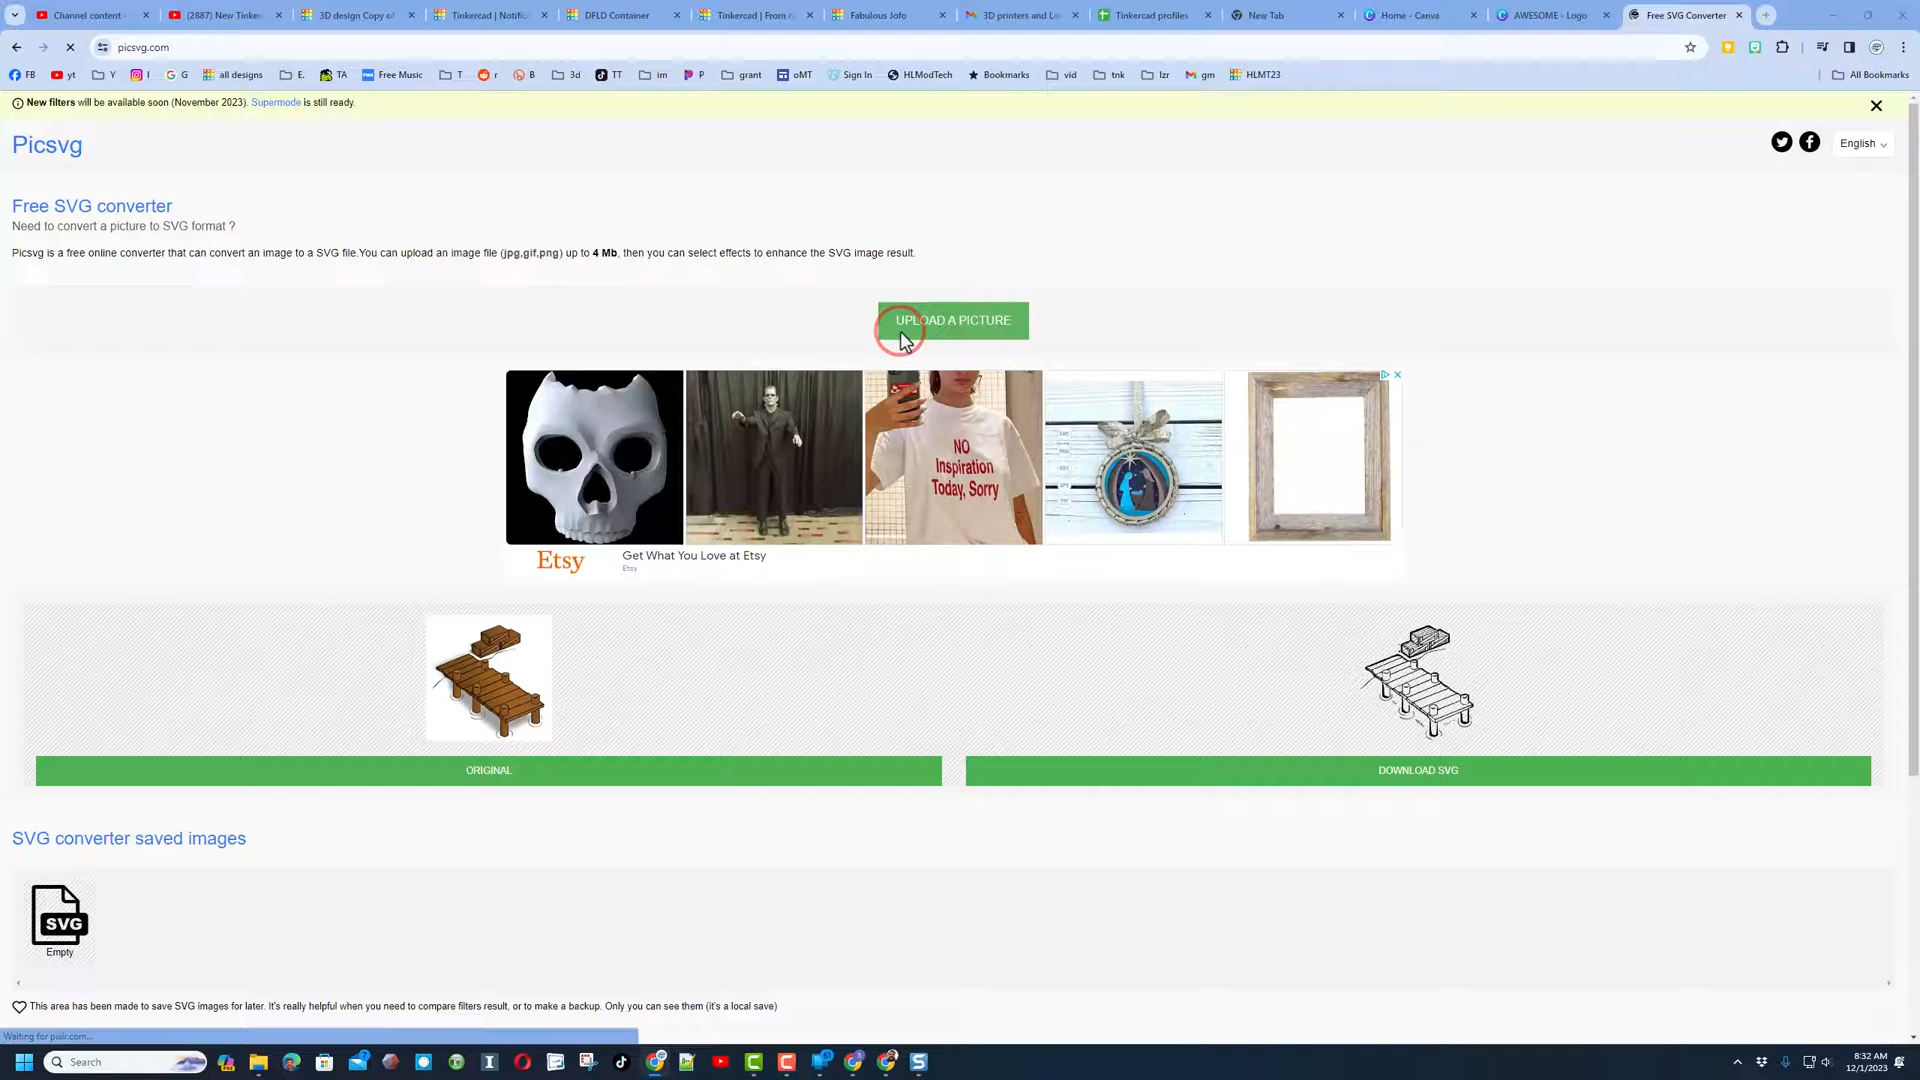 Channel content -
(2887) New Tinker
3D design Copy of
Tinkercad | Notific
DFLD Container
Tinkercad | From n
Fabulous Jofo
3D printers and La
Tinkercad profiles
New Tab
Home - Canva
AWESOME - Logo
Free SVG Converter
picsvg.com
FB
yt
Y
I
G
all designs
E.
TA
Free Music
T
r
B
3d
TT
im
P
grant
oMT
Sign In
HLModTech
Bookmarks
vid
tnk
lzr
gm
HLMT23
All Bookmarks
New filters will be available soon (November 2023). Supermode is still ready.
Picsvg
English
Free SVG converter
Need to convert a picture to SVG format ?
Picsvg is a free online converter that can convert an image to a SVG file.You can upload an image file (jpg,gif,png) up to 4 Mb, then you can select effects to enhance the SVG image result.
UPLOAD A PICTURE
NO
Inspiration
Today, Sorry
Etsy
Get What You Love at Etsy
Etsy
ORIGINAL
DOWNLOAD SVG
SVG converter saved images
SVG
Empty
This area has been made to save SVG images for later. It's really helpful when you need to compare filters result, or to make a backup. Only you can see them (it's a local save)
Waiting for pixlr.com...
Search
8:32 AM
12/1/2023